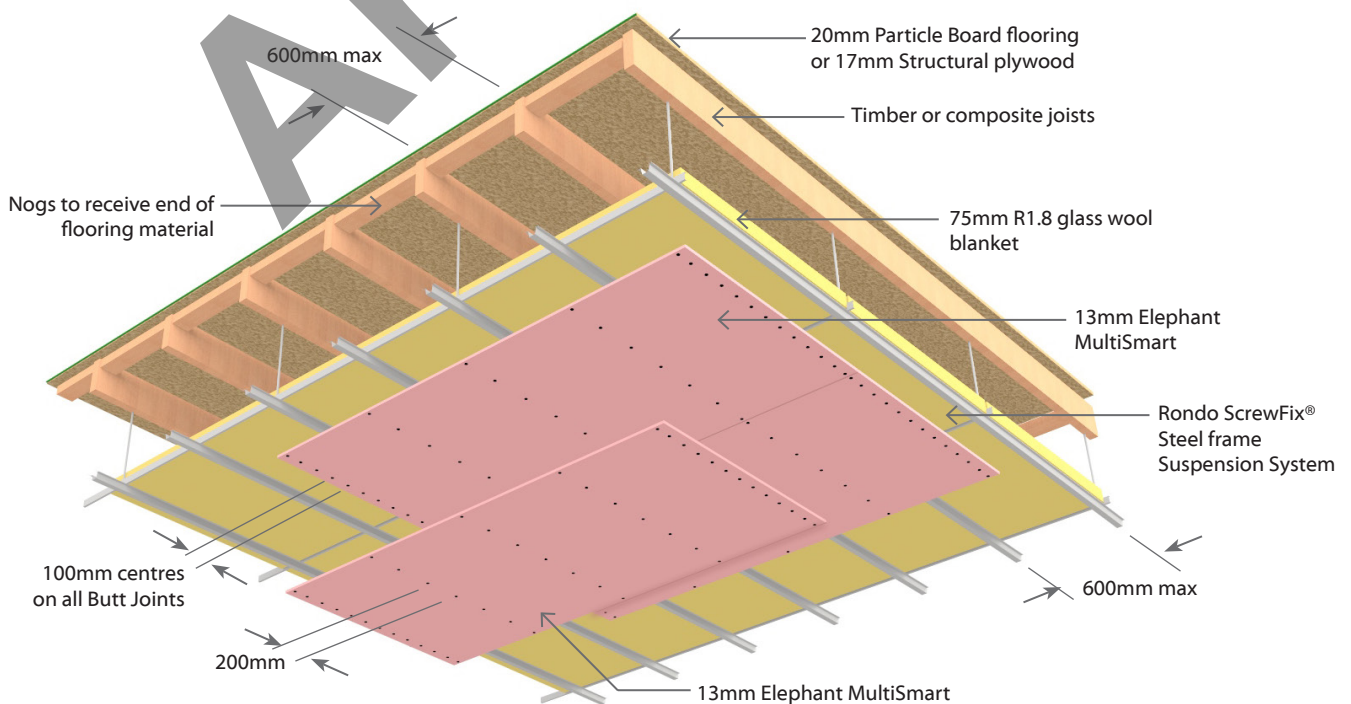 600mm max
20mm Particle Board flooring
or 17mm Structural plywood
Timber or composite joists
Nogs to receive end of
flooring material
75mm R1.8 glass wool
blanket
13mm Elephant
MultiSmart
Rondo ScrewFix®
Steel frame
Suspension System
100mm centres
on all Butt Joints
600mm max
200mm
13mm Elephant MultiSmart